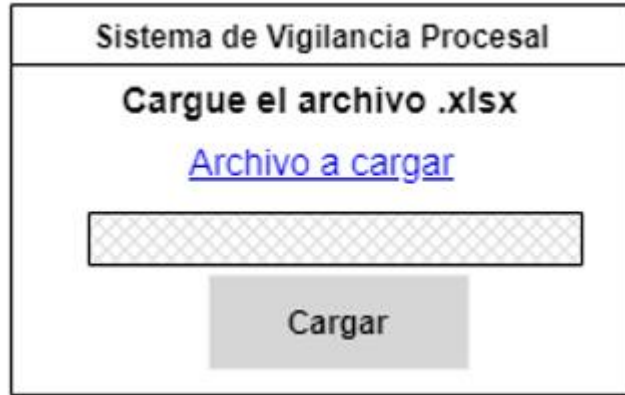 Sistema de Vigilancia Procesal
Cargue el archivo .xlsx
Archivo a cargar
Cargar